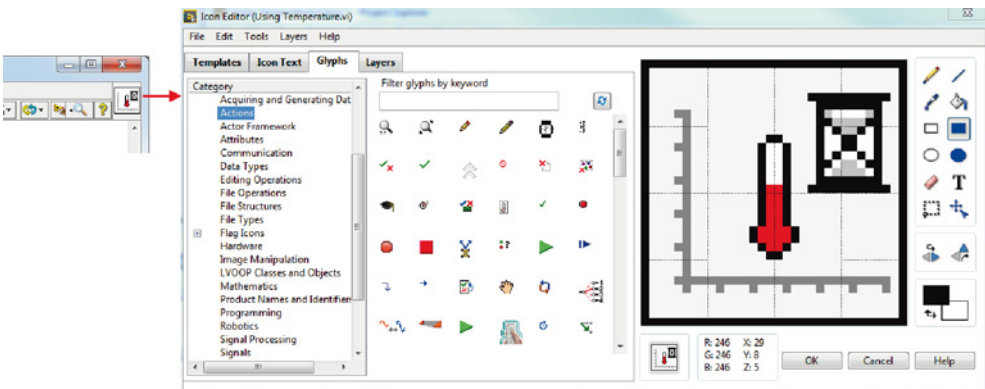 Icon Editor (Using Temperature.vi)
File Edit Tools Layers Help
Templates Icon Text Glyphs Layers
Category
Acquiring and Generating Dat
Actions
Actor Framework
Attributes
Communication
Data Types
Editing Operations
File Operations
File Structures
File Types
Flag Icons
Hardware
Image Manipulation
LVOOP Classes and Objects
Mathematics
Product Names and Identifier
Programming
Robotics
Signal Processing
Signals
Filter glyphs by keyword
T
R: 246 X: 29
G: 246 Y: 8
B: 246 Z: 5
OK Cancel Help